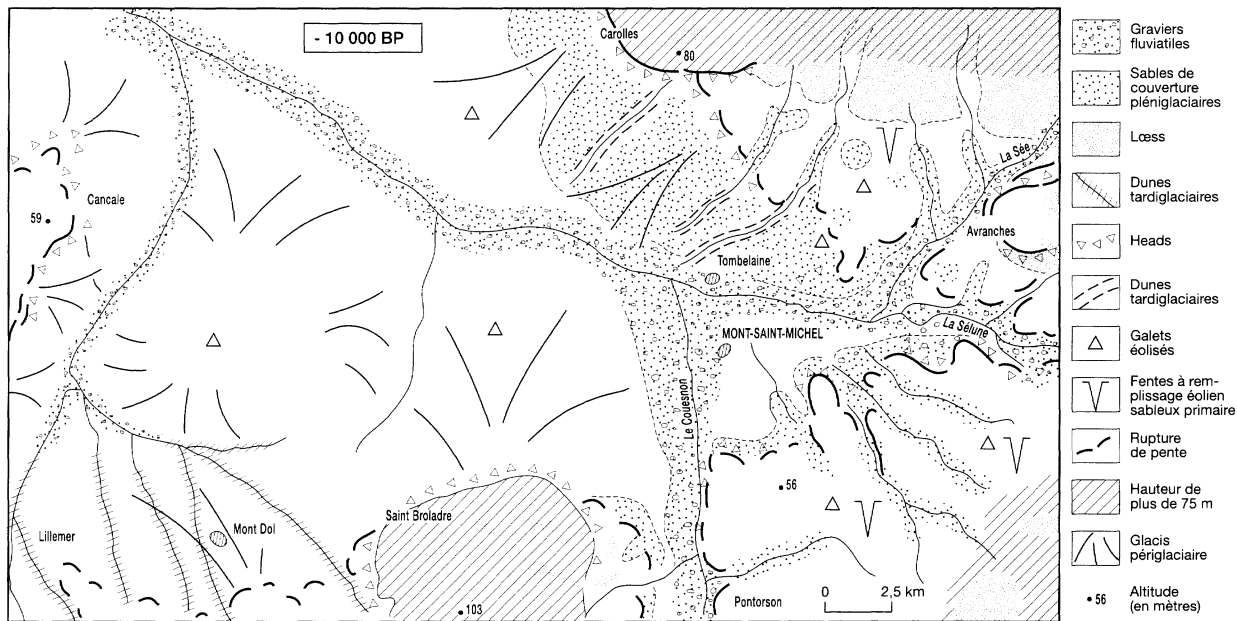 - 10 000 BP
Carolles
80
Cancale
59
La Sée
Avranches
Tombelaine
MONT-SAINT-MICHEL
La Sélune
Le Couesnon
56
Saint Broladre
Lillemer
Mont Dol
103
Pontorson
0 2,5 km
Graviers
fluviatiles
Sables de
couverture
pléniglaciaires
Lœss
Dunes
tardiglaciaires
Heads
Dunes
tardiglaciaires
Galets
éolisés
Fentes à rem-
plissage éolien
sableux primaire
Rupture
de pente
Hauteur de
plus de 75 m
Glacis
périglaciaire
56 Altitude
(en mètres)